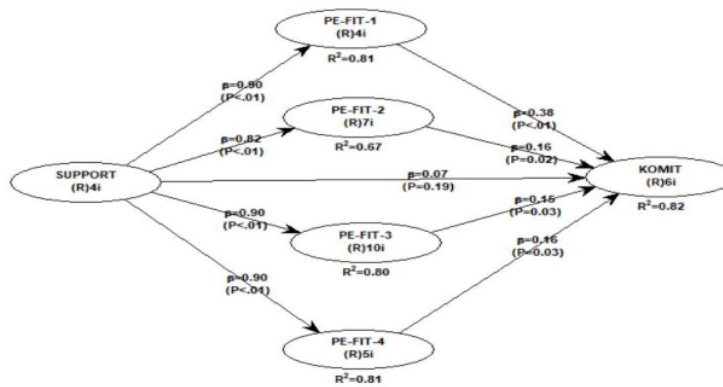 PE-FIT-1
(R)4i
R²=0.81
β=0.90
(P<.01)
β=0.38
(P<.01)
PE-FIT-2
(R)7i
R²=0.67
β=0.82
(P<.01)
β=0.16
(P=0.02)
SUPPORT
(R)4i
β=0.07
(P=0.19)
KOMIT
(R)6i
R²=0.82
β=0.90
(P<.01)
β=0.15
(P=0.03)
PE-FIT-3
(R)10i
R²=0.80
β=0.16
(P=0.03)
β=0.90
(P<.01)
PE-FIT-4
(R)5i
R²=0.81